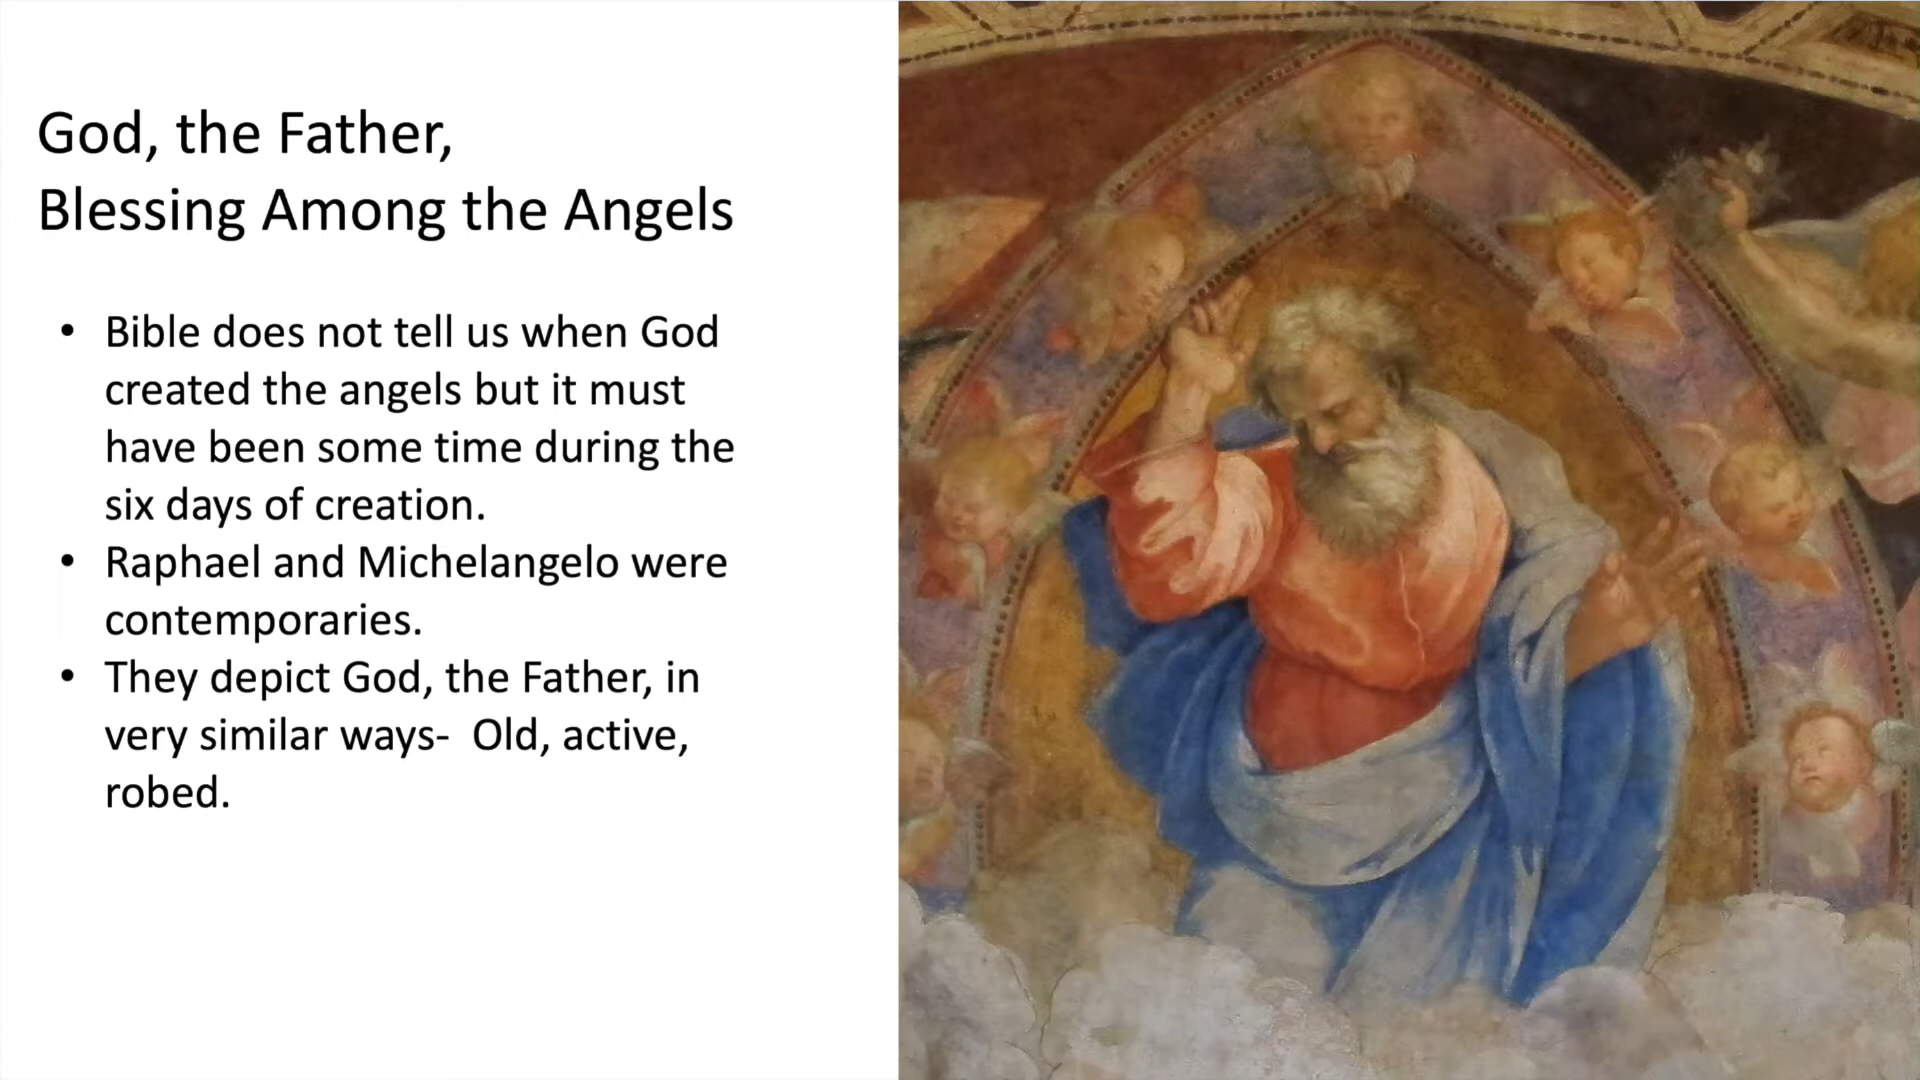 God, the Father,
Blessing Among the Angels
• Bible does not tell us when God
created the angels but it must
have been some time during the
six days of creation.
• Raphael and Michelangelo were
contemporaries.
• They depict God, the Father, in
very similar ways-  Old, active,
robed.